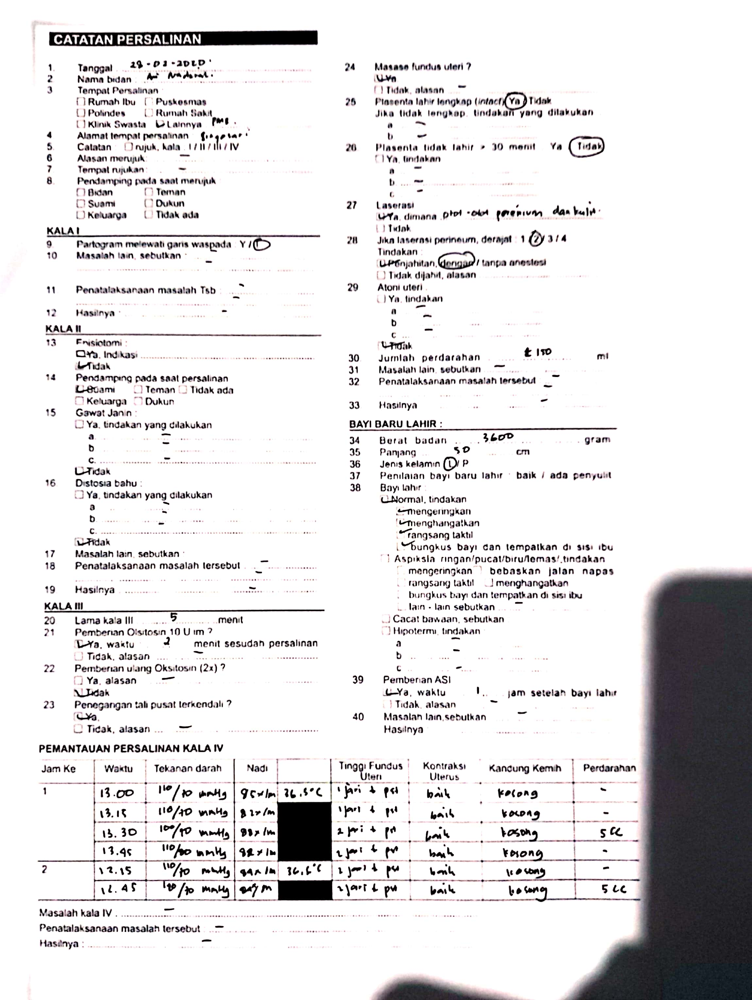 CATATAN PERSALINAN
1. Tanggal
2 Nama bidan :
3 Tempat Persalinan
Rumah Ibu Puskesmas
Polindes Rumah Sakit
Klinik Swasta Lainnya PMB.
4 Alamat tempat persalinan : Singosari
5. Catatan : rujuk, kala : I / II / III / IV
6 Alasan merujuk: -
7 Tempat rujukan: -
8. Pendamping pada saat merujuk
Bidan Teman
Suami Dukun
Keluarga Tidak ada
KALA I
9. Partogram melewati garis waspada : Y / T
10 Masalah lain, sebutkan : -
11 Penatalaksanaan masalah Tsb : -
-
12 Hasilnya : -
KALA II
13 Episiotomi :
Ya, Indikasi
Tidak
14 Pendamping pada saat persalinan
Suami Teman Tidak ada
Keluarga Dukun
15 Gawat Janin :
Ya, tindakan yang dilakukan
a. -
b. -
c. -
Tidak
16 Distosia bahu :
Ya, tindakan yang dilakukan
a. -
b. -
c. -
Tidak
17 Masalah lain, sebutkan :
18 Penatalaksanaan masalah tersebut -
-
19 Hasilnya -
KALA III
20 Lama kala III 5 menit
21 Pemberian Oisitosin 10 U im ?
Ya, waktu 2 menit sesudah persalinan
Tidak, alasan -
22 Pemberian ulang Oksitosin (2x) ?
Ya, alasan -
Tidak
23 Penegangan tali pusat terkendali ?
Ya,
Tidak, alasan ... -
24 Masase fundus uteri ?
Ya
Tidak, alasan -
25 Plasenta lahir lengkap (intact) Ya / Tidak
Jika tidak lengkap, tindakan yang dilakukan
a -
b -
26 Plasenta tidak lahir > 30 menit Ya / Tidak
Ya, tindakan
a -
b -
c -
27 Laserasi
Ya, dimana otot-otot perenium dan kulit.
Tidak
28 Jika laserasi perineum, derajat : 1 / 2 / 3 / 4
Tindakan :
Penjahitan, dengan / tanpa anestesi
Tidak dijahit, alasan
29 Atoni uteri :
Ya, tindakan
a -
b -
c -
Tidak
30 Jumlah perdarahan ± 150 ml
31 Masalah lain, sebutkan -
32 Penatalaksanaan masalah tersebut -
-
33 Hasilnya -
BAYI BARU LAHIR :
34 Berat badan 3600 gram
35 Panjang 50 cm
36 Jenis kelamin L / P
37 Penilaian bayi baru lahir : baik / ada penyulit
38 Bayi lahir :
Normal, tindakan
mengeringkan
menghangatkan
rangsang taktil
bungkus bayi dan tempatkan di sisi ibu
Aspiksia ringan/pucat/biru/lemas/,tindakan
mengeringkan bebaskan jalan napas
rangsang taktil menghangatkan
bungkus bayi dan tempatkan di sisi ibu
lain - lain sebutkan -
Cacat bawaan, sebutkan
Hipotermi, tindakan
a -
b -
c -
39 Pemberian ASI
Ya, waktu 1 jam setelah bayi lahir
Tidak, alasan -
40 Masalah lain,sebutkan -
Hasilnya
PEMANTAUAN PERSALINAN KALA IV
Jam Ke Waktu Tekanan darah Nadi Tinggi Fundus Uteri Kontraksi Uterus Kandung Kemih Perdarahan
1 13.00 110/70 mmHg 85x/m 36.5°C 1 jari ↓ pst baik kosong -
13.15 110/70 mmHg 82x/m 1 jari ↓ pst baik kosong -
13.30 100/70 mmHg 88x/m 2 jari ↓ pst baik kosong 5 cc
13.45 110/80 mmHg 82x/m 2 jari ↓ pst baik kosong -
2 12.15 110/70 mmHg 84x/m 36.6°C 2 jari ↓ pst baik kosong -
12.45 /70 mmHg 2 jari ↓ pst baik kosong 5 cc
Masalah kala IV : -
Penatalaksanaan masalah tersebut : -
Hasilnya : -